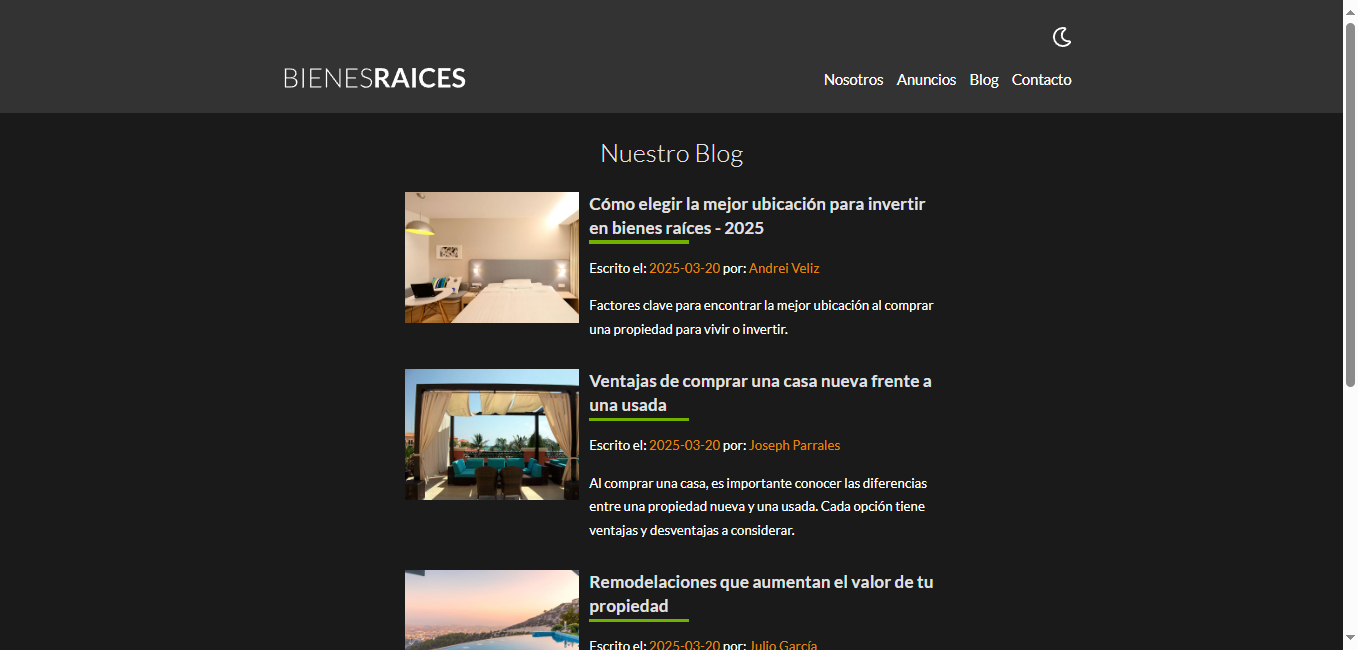 BIENESRAICES
Nosotros Anuncios Blog Contacto
Nuestro Blog
Cómo elegir la mejor ubicación para invertir
en bienes raíces - 2025
Escrito el: 2025-03-20 por: Andrei Veliz
Factores clave para encontrar la mejor ubicación al comprar
una propiedad para vivir o invertir.
Ventajas de comprar una casa nueva frente a
una usada
Escrito el: 2025-03-20 por: Joseph Parrales
Al comprar una casa, es importante conocer las diferencias
entre una propiedad nueva y una usada. Cada opción tiene
ventajas y desventajas a considerar.
Remodelaciones que aumentan el valor de tu
propiedad
Escrito el: 2025-03-20 por: Julio García